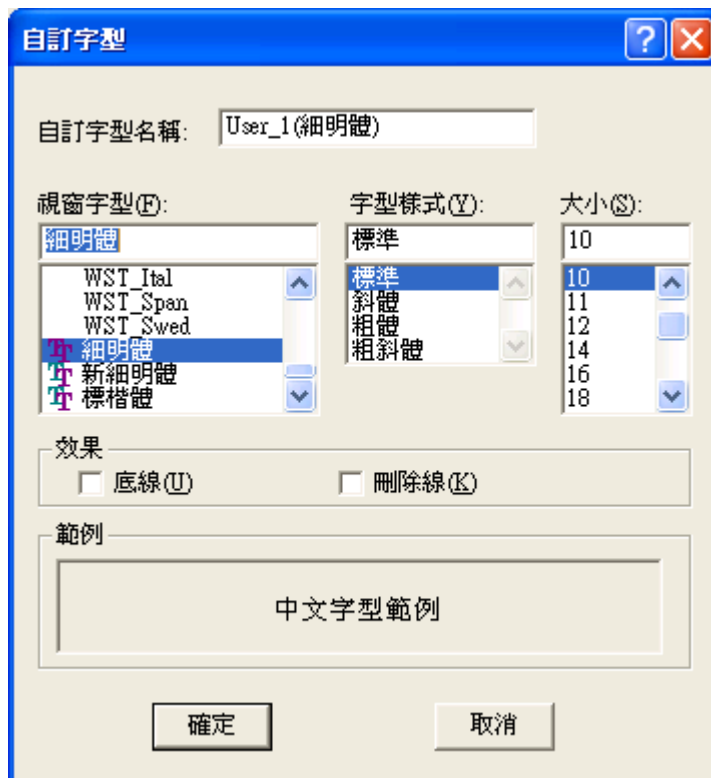 自訂字型
自訂字型名稱: User_1(細明體)
視窗字型(F):
細明體
WST_Ital
WST_Span
WST_Swed
細明體
新細明體
標楷體
字型樣式(Y):
標準
標準
斜體
粗體
粗斜體
大小(S):
10
10
11
12
14
16
18
效果
底線(U) 刪除線(K)
範例
中文字型範例
確定 取消